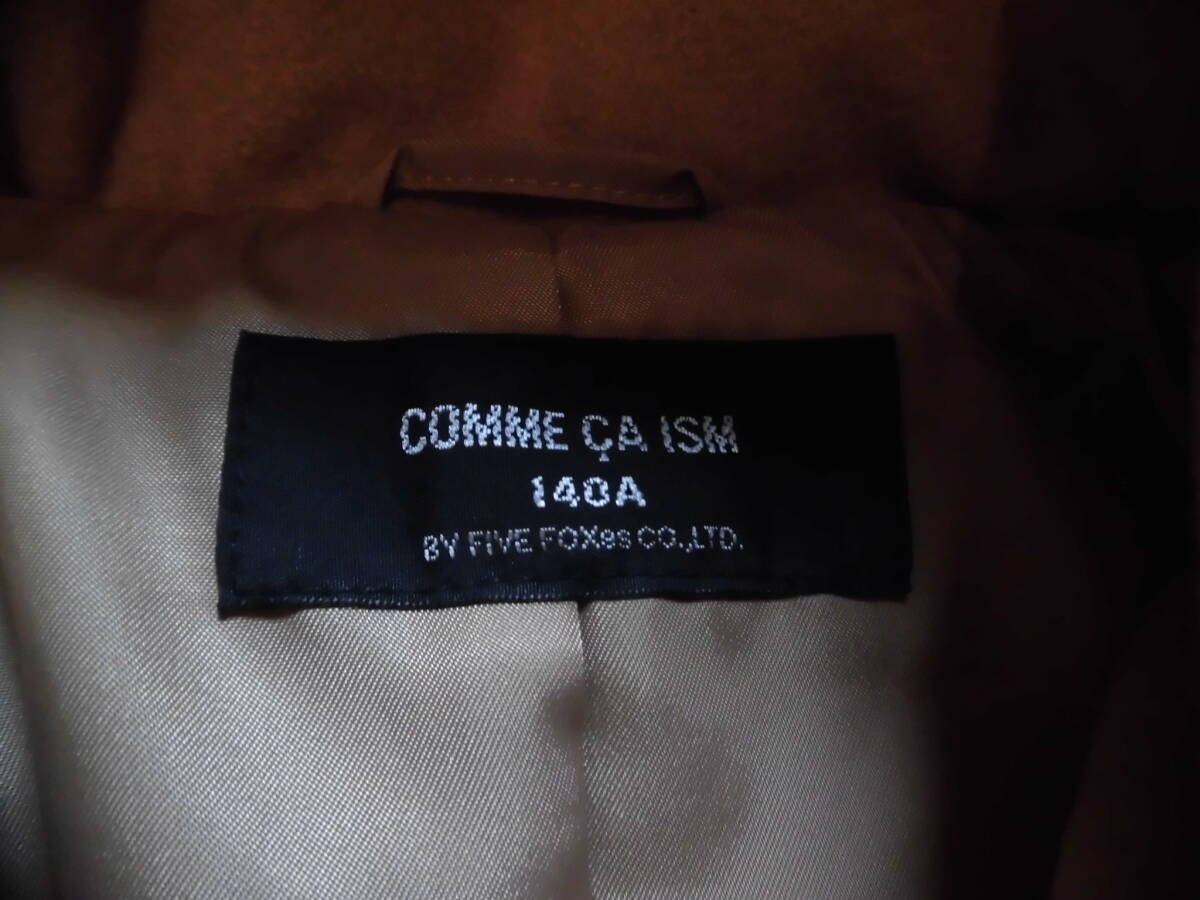 COMME ÇA ISM
140A
BY FIVE FOXes CO.,LTD.